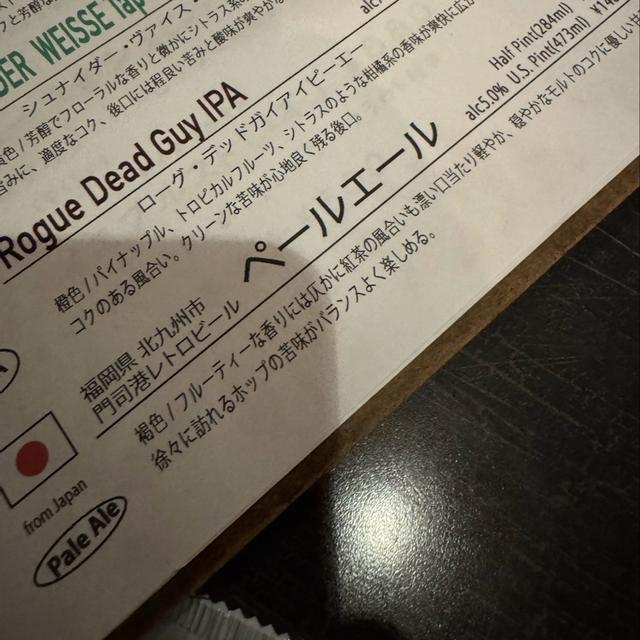 DER WEISSE Tap
シュナイダー・ヴァイス
芳醇でフローラルな香りと微かにシトラス系
適度なコク、後口には程良い苦みと酸味が爽やか
Rogue Dead Guy IPA
ローグ・デッドガイアイピーエー
橙色 / パイナップル、トロピカルフルーツ、シトラスのような柑橘系の香味が爽快に広
コクのある風合い。クリーンな苦味が心地良く残る後口。
福岡県 北九州市
門司港レトロビール
ペールエール
alc5.0%
Half Pint(284ml)
U.S. Pint(473ml)
from Japan
Pale Ale
褐色 / フルーティーな香りには仄かに紅茶の風合いも漂い口当たり軽やか、穏やかなモルトのコクに優しい
徐々に訪れるホップの苦味がバランスよく楽しめる。